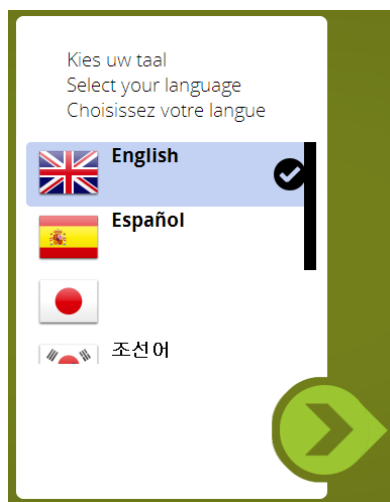 Kies uw taal
Select your language
Choisissez votre langue
English
Español
조선어